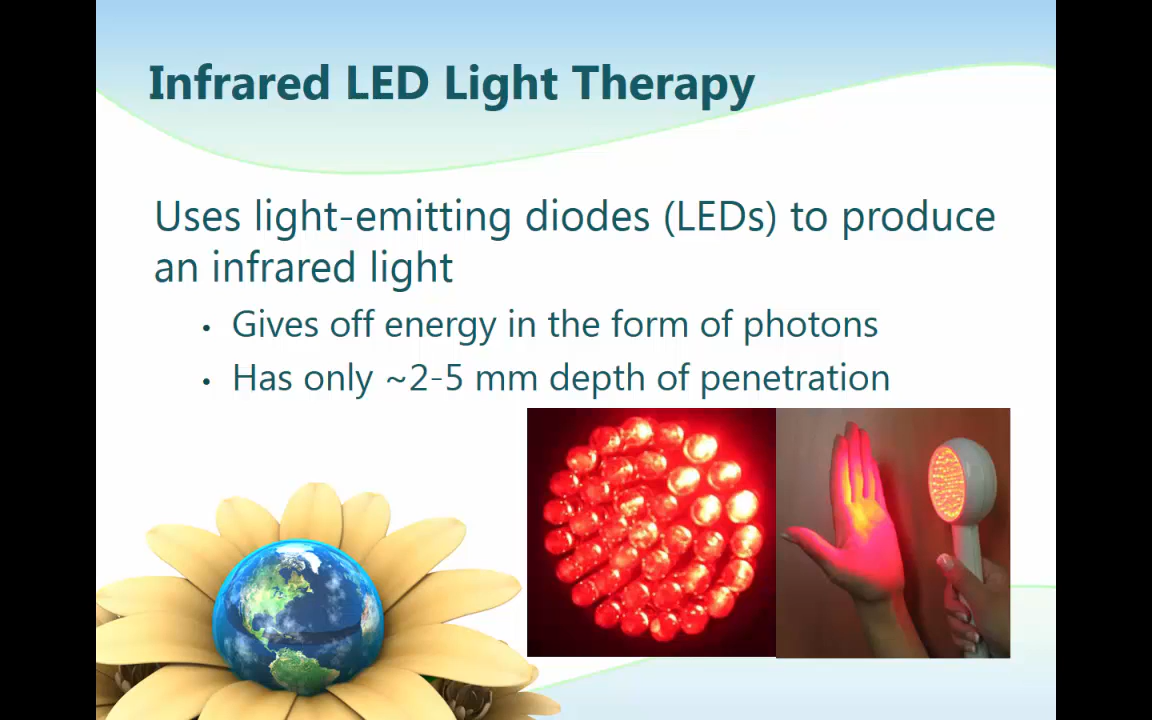 Infrared LED Light Therapy
Uses light-emitting diodes (LEDs) to produce
an infrared light
• Gives off energy in the form of photons
• Has only ~2-5 mm depth of penetration